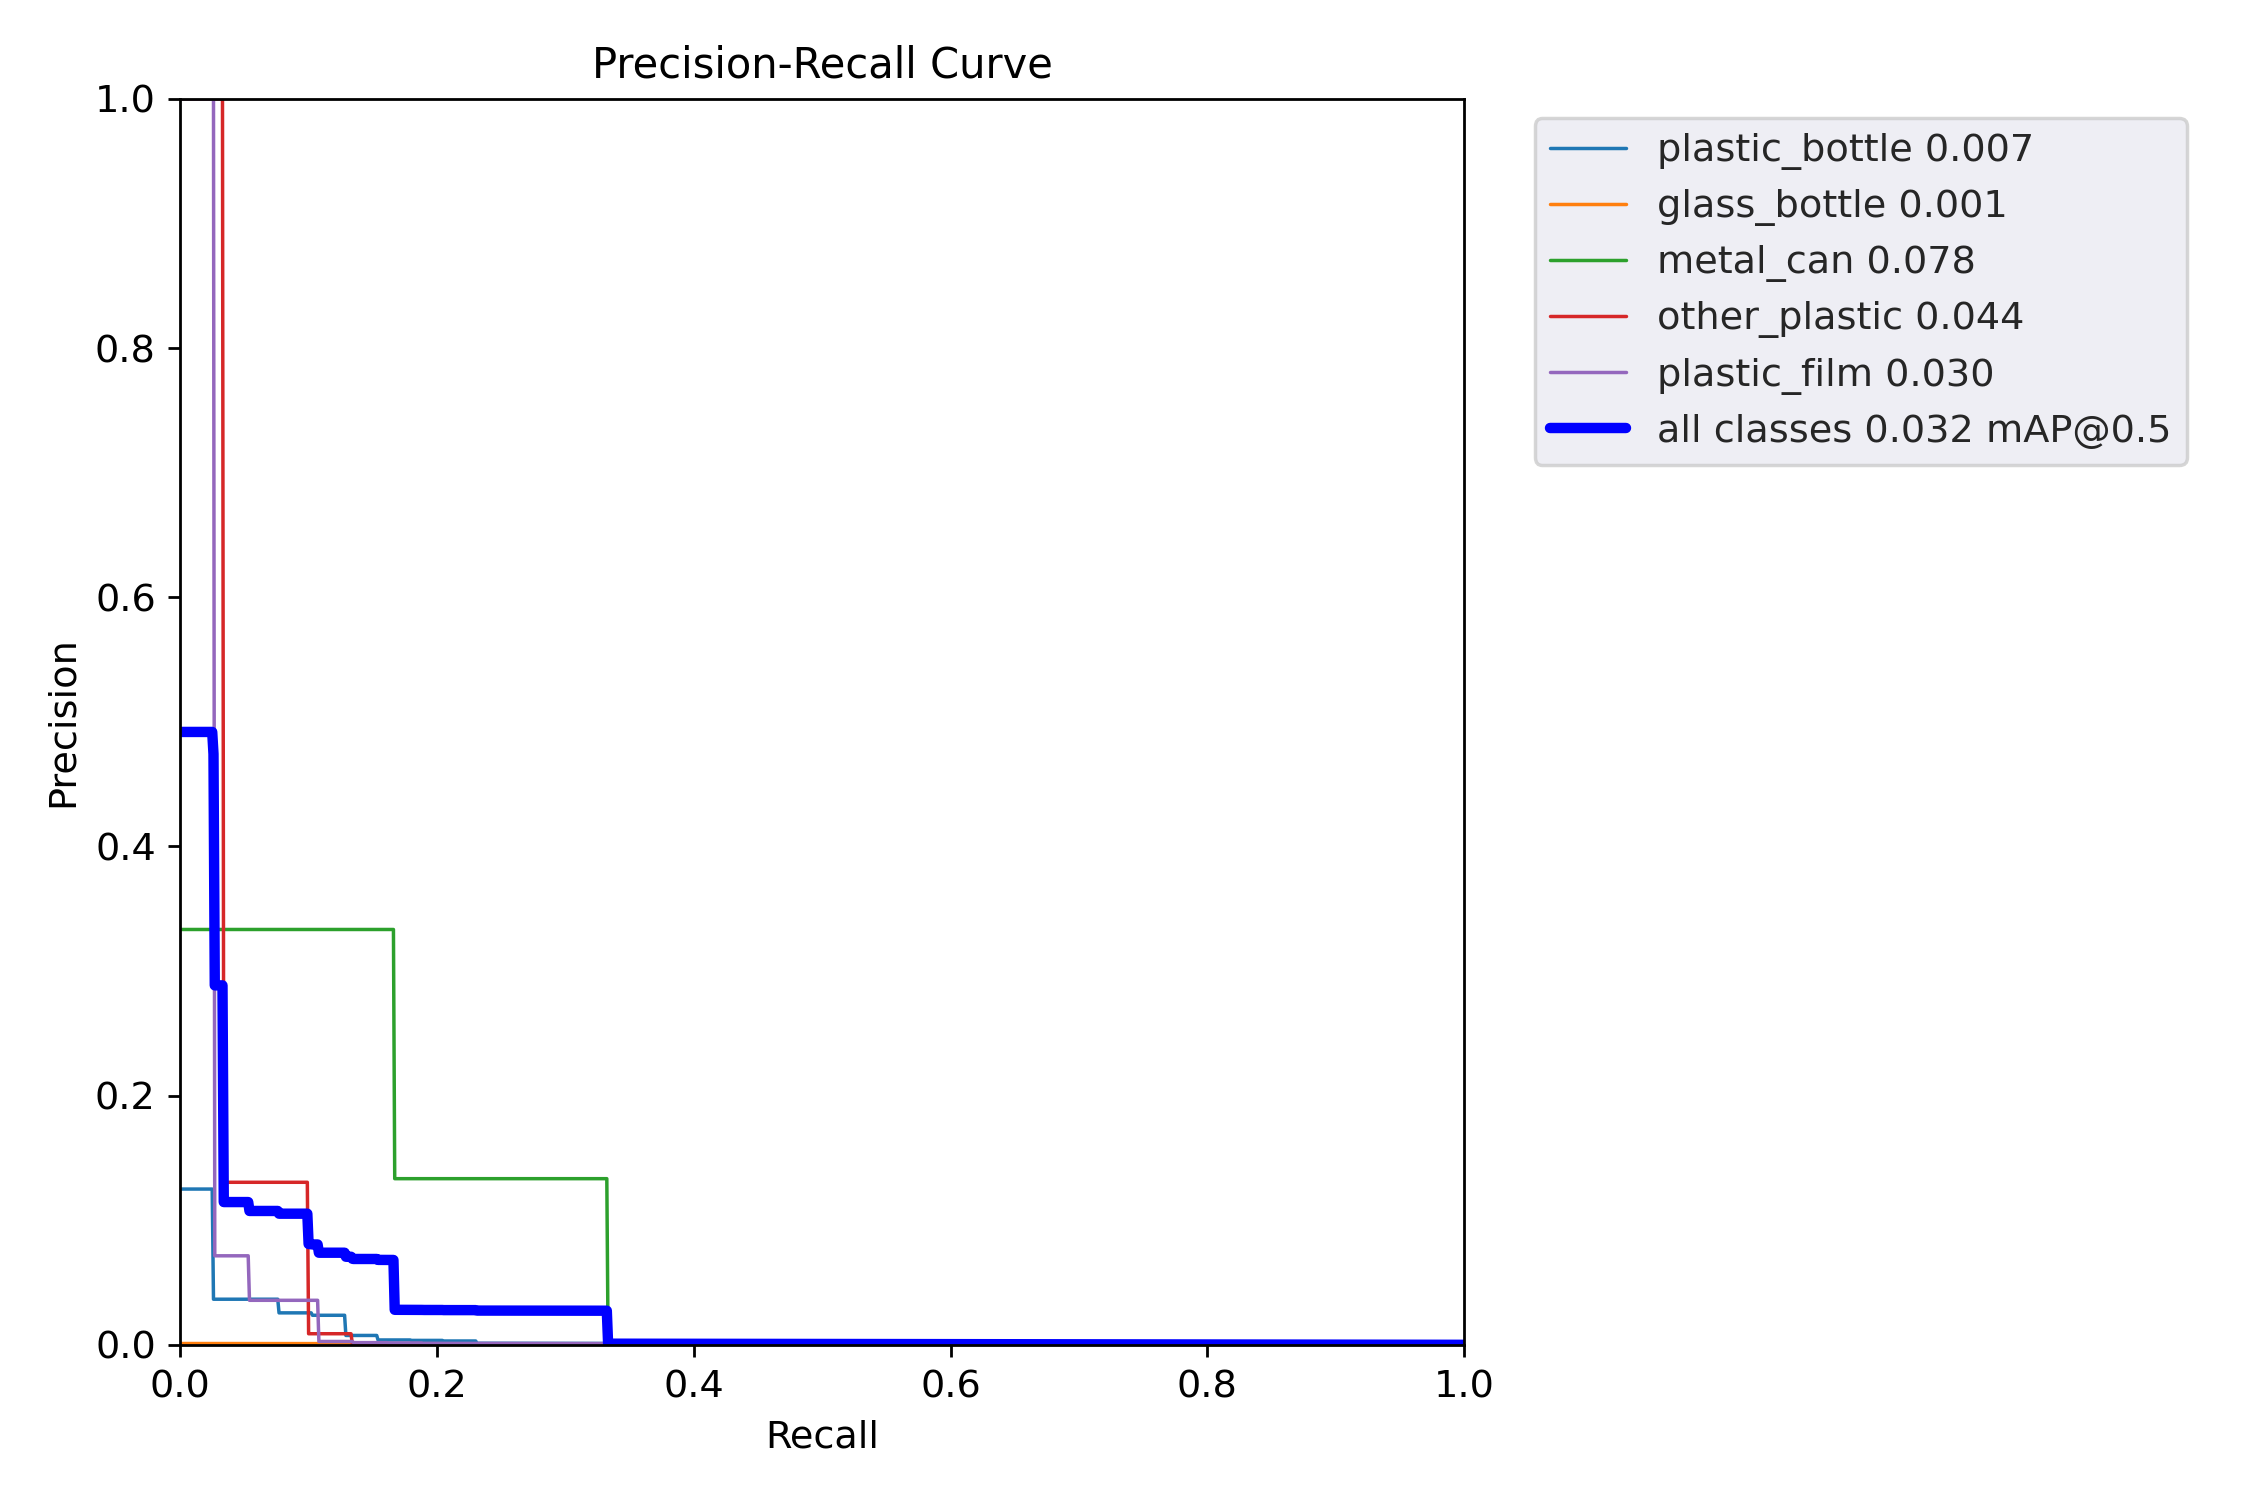 Precision-Recall Curve
1.0
0.8
0.6
0.4
0.2
0.0
Precision
0.0 0.2 0.4 0.6 0.8 1.0
Recall
plastic_bottle 0.007
glass_bottle 0.001
metal_can 0.078
other_plastic 0.044
plastic_film 0.030
all classes 0.032 mAP@0.5